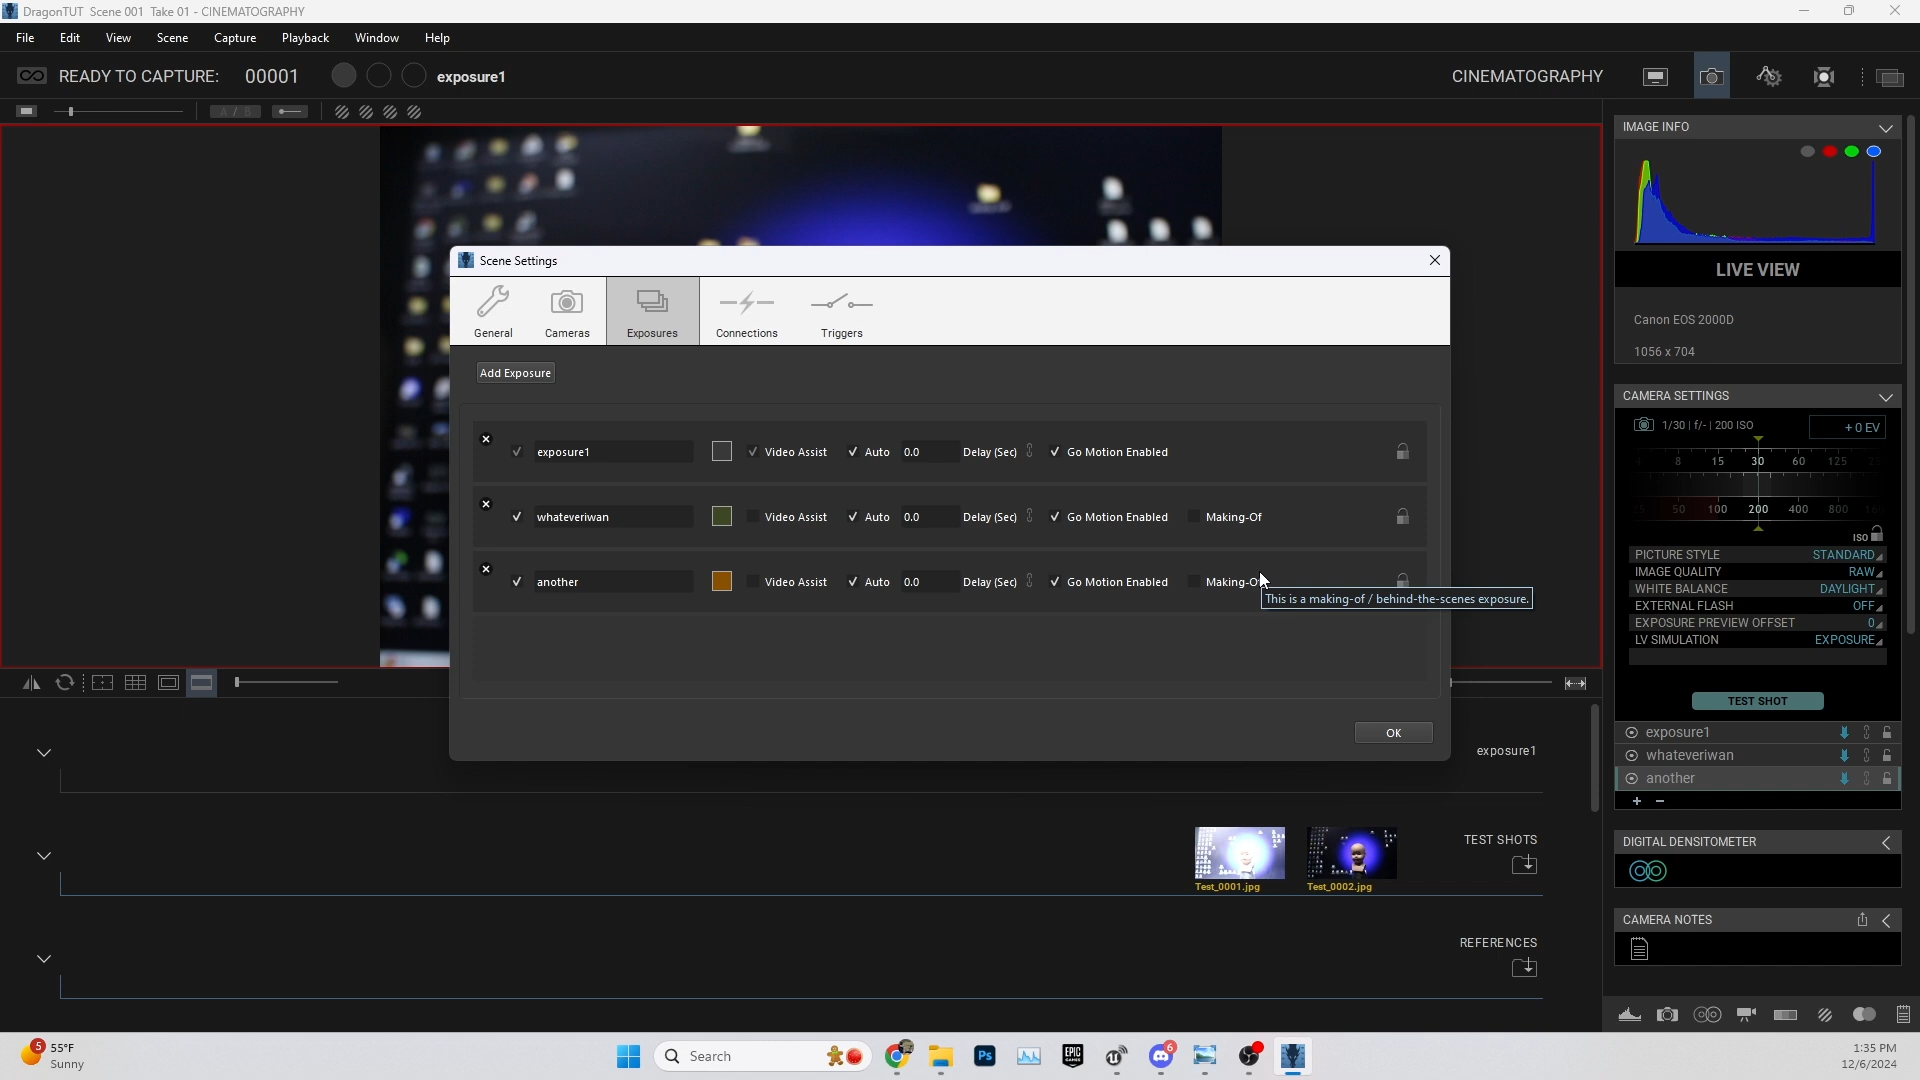 DragonTUT Scene 001 Take 01 - CINEMATOGRAPHY
File Edit View Scene Capture Playback Window Help
READY TO CAPTURE: 00001 exposure1 CINEMATOGRAPHY
A / B
IMAGE INFO
LIVE VIEW
Canon EOS 2000D
1056 x 704
Scene Settings
General Cameras Exposures Connections Triggers
Add Exposure
exposure1 Video Assist Auto 0.0 Delay (Sec) Go Motion Enabled
whateveriwan Video Assist Auto 0.0 Delay (Sec) Go Motion Enabled Making-Of
another Video Assist Auto 0.0 Delay (Sec) Go Motion Enabled Making-Of
This is a making-of / behind-the-scenes exposure.
OK
CAMERA SETTINGS
1/30 | f/- | 200 ISO +0 EV
8 15 30 60 125
50 100 200 400 800
ISO
PICTURE STYLE STANDARD
IMAGE QUALITY RAW
WHITE BALANCE DAYLIGHT
EXTERNAL FLASH OFF
EXPOSURE PREVIEW OFFSET 0
LV SIMULATION EXPOSURE
TEST SHOT
exposure1
whateveriwan
another
+ −
DIGITAL DENSITOMETER
CAMERA NOTES
exposure1
TEST SHOTS
Test_0001.jpg Test_0002.jpg
REFERENCES
5 55°F
Sunny
Search
Ps
EPIC GAMES
6
1:35 PM
12/6/2024